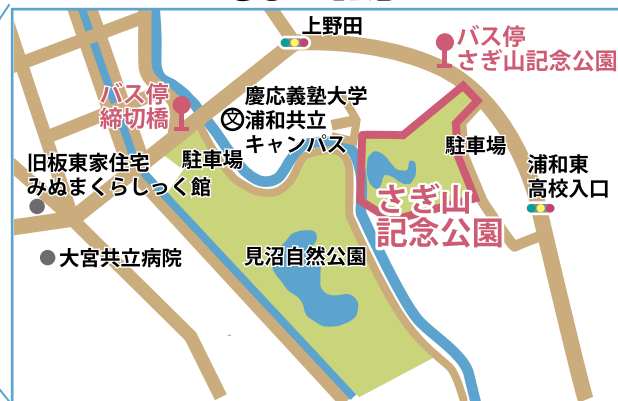 上野田
バス停
さぎ山記念公園
バス停
締切橋
慶応義塾大学
浦和共立
キャンパス
文
旧板東家住宅
みぬまくらしっく館
駐車場
駐車場
浦和東
高校入口
さぎ山
記念公園
大宮共立病院
見沼自然公園